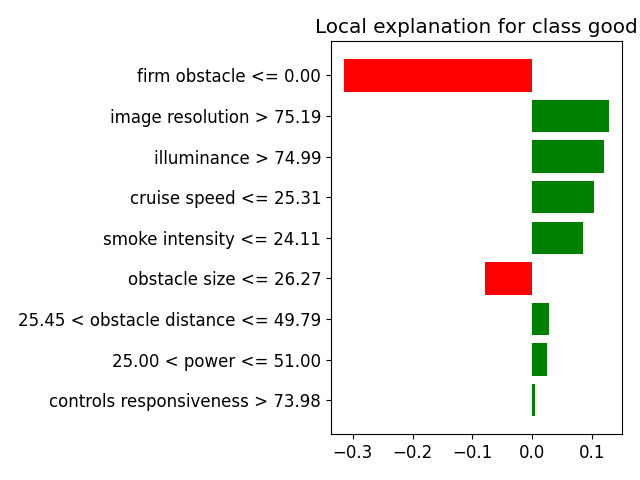 Local explanation for class good
firm obstacle <= 0.00
image resolution > 75.19
illuminance > 74.99
cruise speed <= 25.31
smoke intensity <= 24.11
obstacle size <= 26.27
25.45 < obstacle distance <= 49.79
25.00 < power <= 51.00
controls responsiveness > 73.98
−0.3 −0.2 −0.1 0.0 0.1